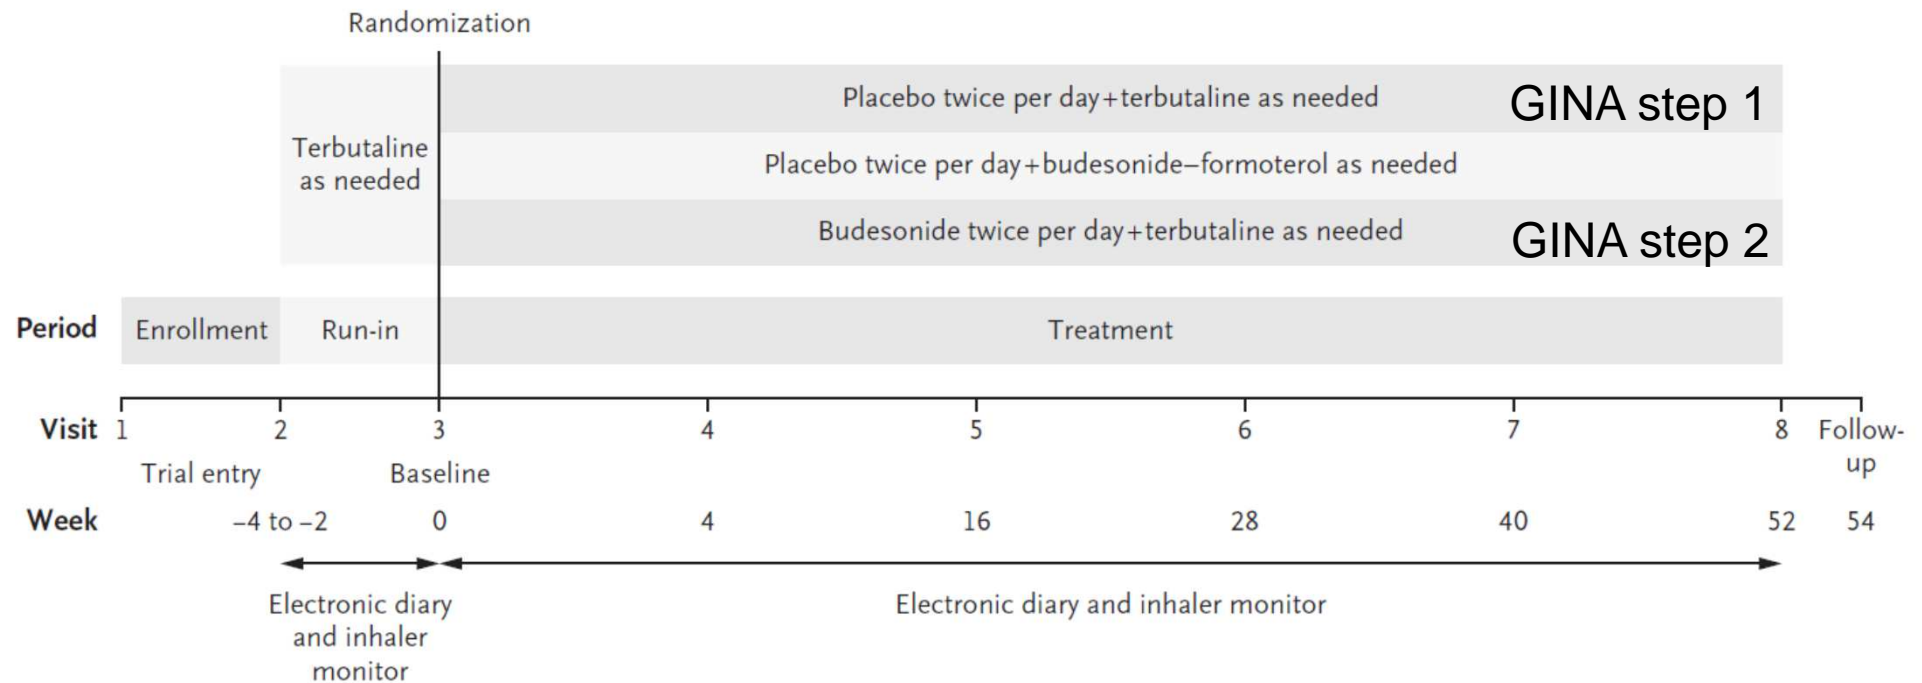 Randomization
Placebo twice per day+terbutaline as needed GINA step 1
Terbutaline
as needed
Placebo twice per day+budesonide–formoterol as needed
Budesonide twice per day+terbutaline as needed GINA step 2
Period Enrollment Run-in Treatment
Visit 1 2 3 4 5 6 7 8 Follow-
up
Trial entry Baseline
Week –4 to –2 0 4 16 28 40 52 54
Electronic diary
and inhaler
monitor
Electronic diary and inhaler monitor